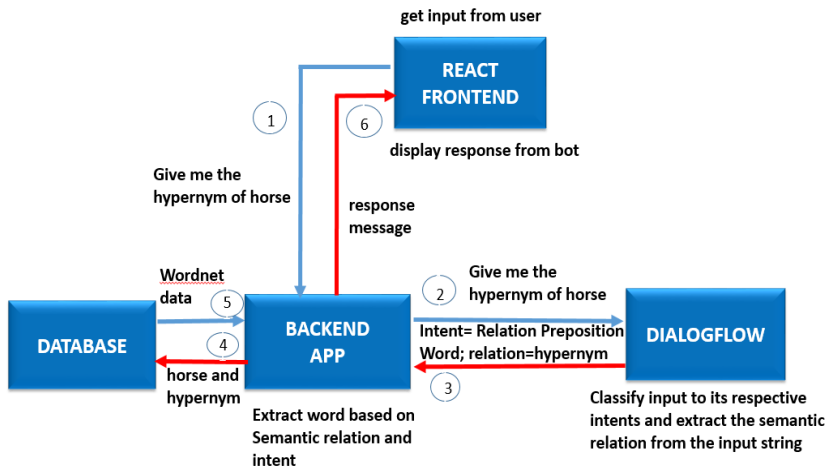 get input from user
REACT
FRONTEND
1
6
display response from bot
Give me the
hypernym of horse
response
message
Wordnet
data
5
2
Give me the
hypernym of horse
DATABASE
BACKEND
APP
DIALOGFLOW
Intent= Relation Preposition
Word; relation=hypernym
4
3
horse and
hypernym
Extract word based on
Semantic relation and
intent
Classify input to its respective
intents and extract the semantic
relation from the input string